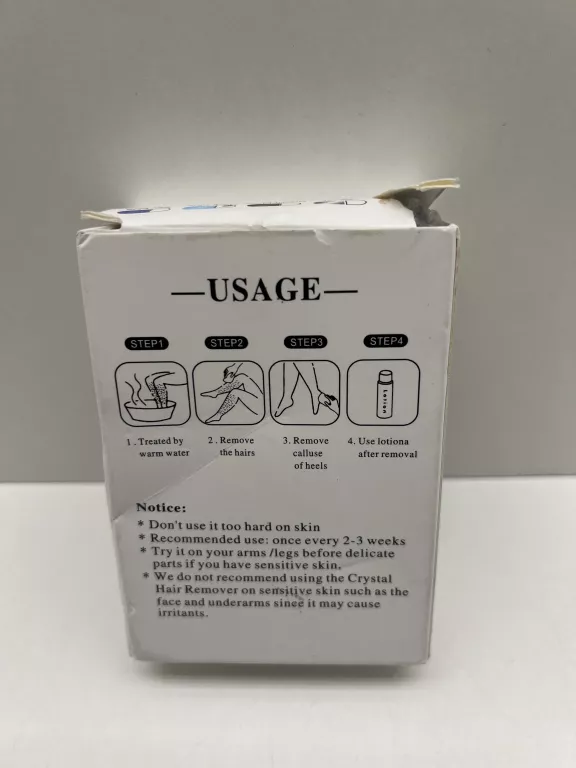 —USAGE—
STEP1 STEP2 STEP3 STEP4
Lotion
1. Treated by warm water
2. Remove the hairs
3. Remove calluse of heels
4. Use lotiona after removal
Notice:
* Don't use it too hard on skin
* Recommended use: once every 2-3 weeks
* Try it on your arms /legs before delicate
parts if you have sensitive skin.
* We do not recommend using the Crystal
Hair Remover on sensitive skin such as the
face and underarms since it may cause
irritants.